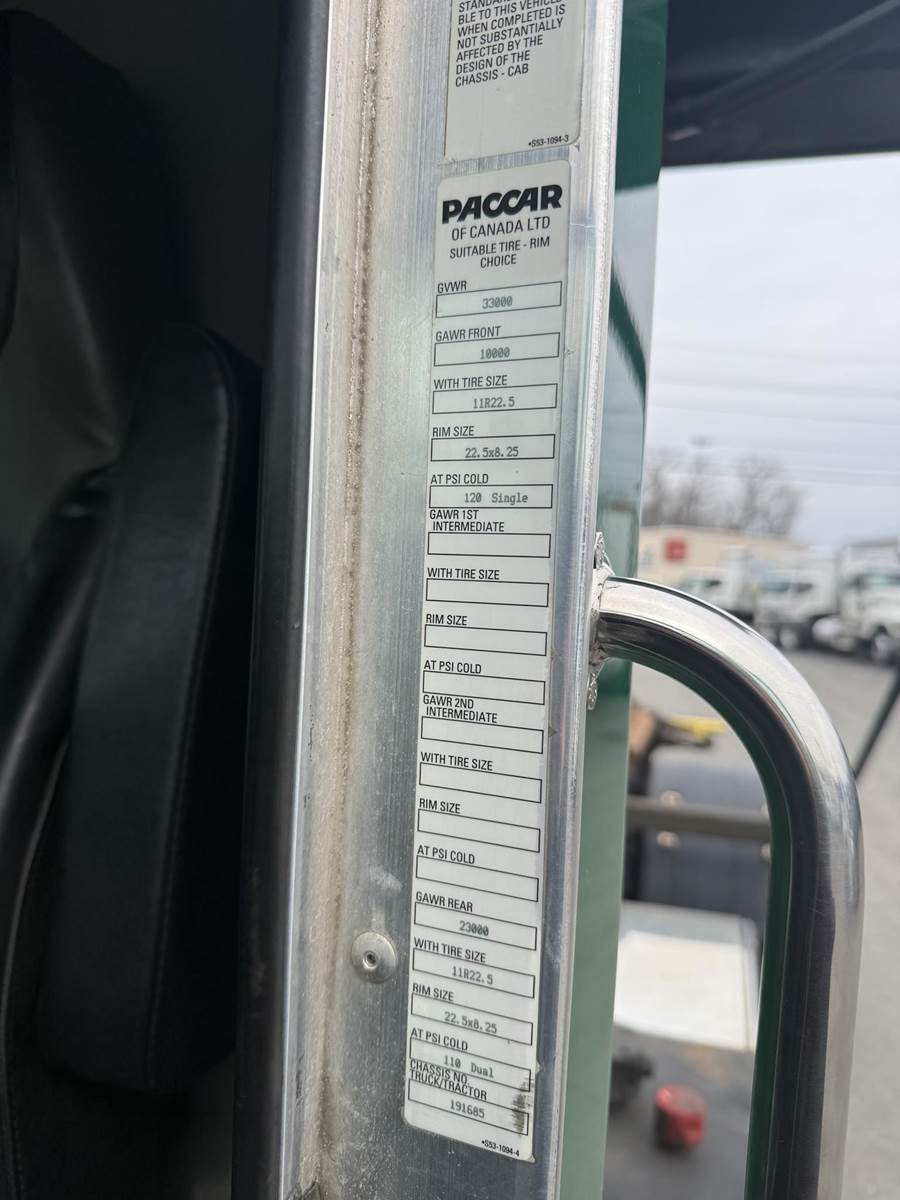 BLE TO THIS VEHICLE
WHEN COMPLETED IS
NOT SUBSTANTIALLY
AFFECTED BY THE
DESIGN OF THE
CHASSIS - CAB
*S53-1094-3
PACCAR
OF CANADA LTD
SUITABLE TIRE - RIM
CHOICE
GVWR
33000
GAWR FRONT
10000
WITH TIRE SIZE
11R22.5
RIM SIZE
22.5x8.25
AT PSI COLD
120 Single
GAWR 1ST
INTERMEDIATE
WITH TIRE SIZE
RIM SIZE
AT PSI COLD
GAWR 2ND
INTERMEDIATE
WITH TIRE SIZE
RIM SIZE
AT PSI COLD
GAWR REAR
23000
WITH TIRE SIZE
11R22.5
RIM SIZE
22.5x8.25
AT PSI COLD
110 Dual
CHASSIS NO.
TRUCK/TRACTOR
191685
*S53-1094-4